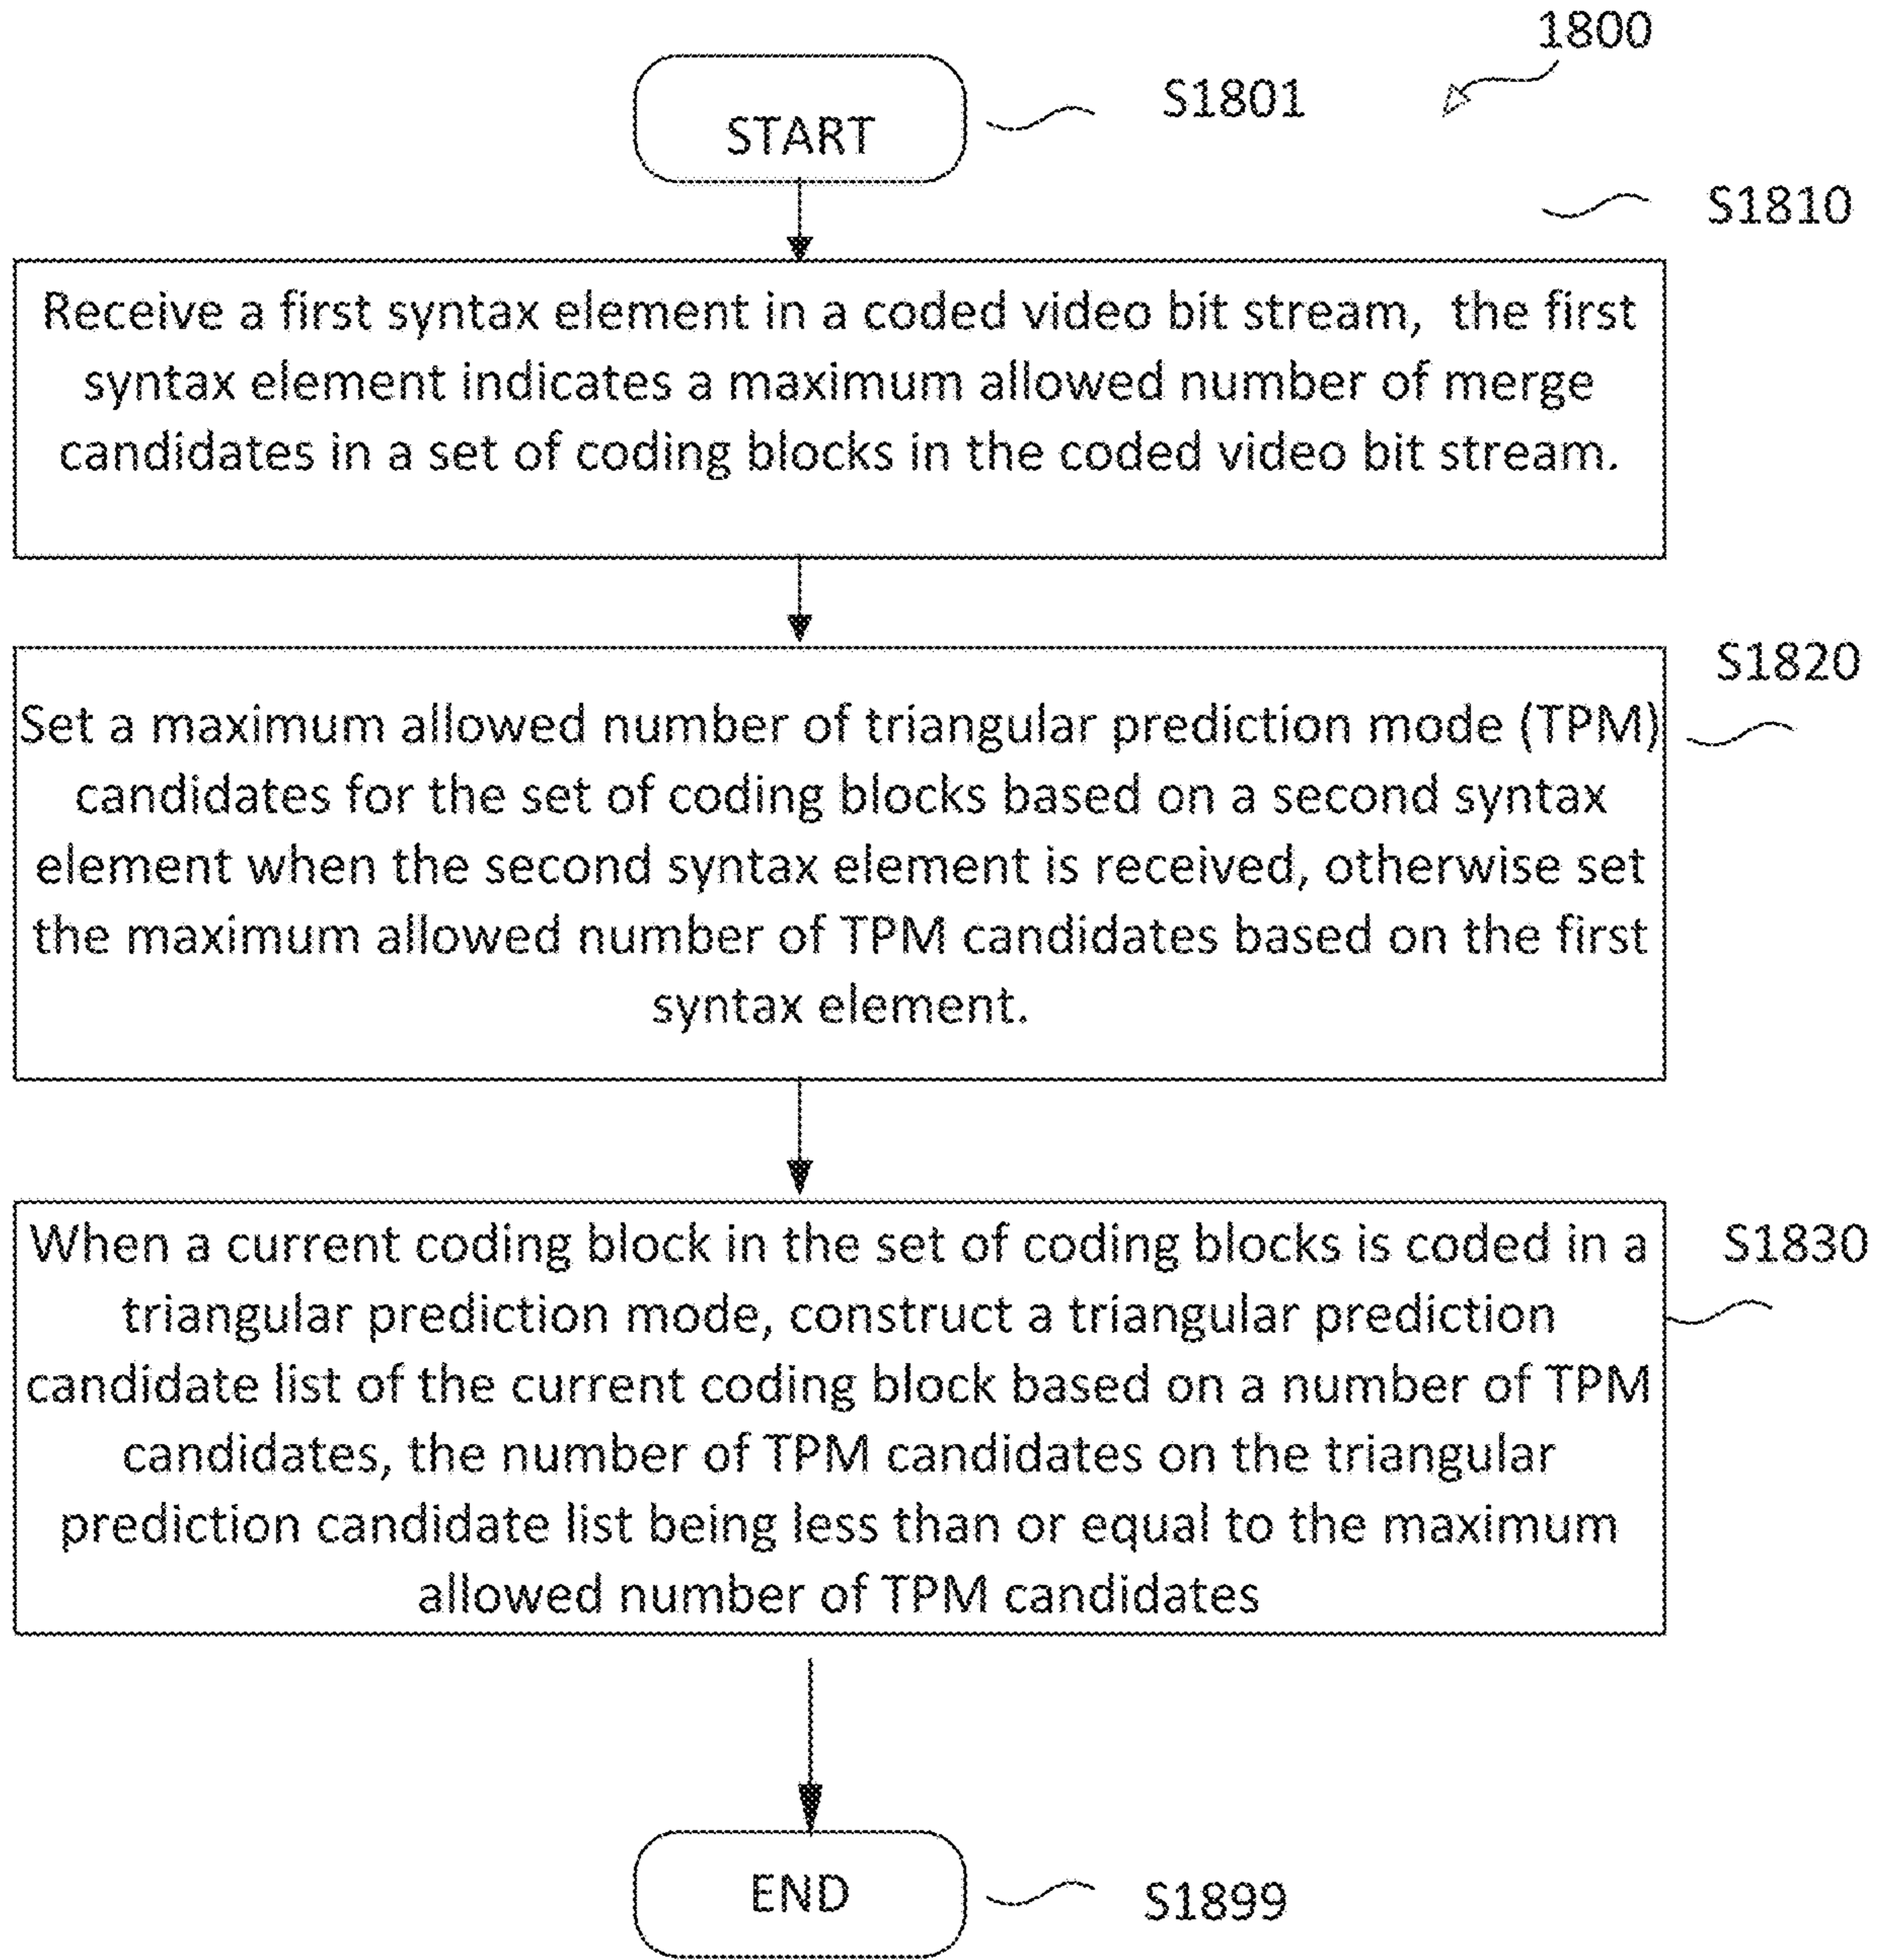 1800
START
S1801
S1810
Receive a first syntax element in a coded video bit stream, the first
syntax element indicates a maximum allowed number of merge
candidates in a set of coding blocks in the coded video bit stream.
S1820
Set a maximum allowed number of triangular prediction mode (TPM)
candidates for the set of coding blocks based on a second syntax
element when the second syntax element is received, otherwise set
the maximum allowed number of TPM candidates based on the first
syntax element.
S1830
When a current coding block in the set of coding blocks is coded in a
triangular prediction mode, construct a triangular prediction
candidate list of the current coding block based on a number of TPM
candidates, the number of TPM candidates on the triangular
prediction candidate list being less than or equal to the maximum
allowed number of TPM candidates
END
S1899